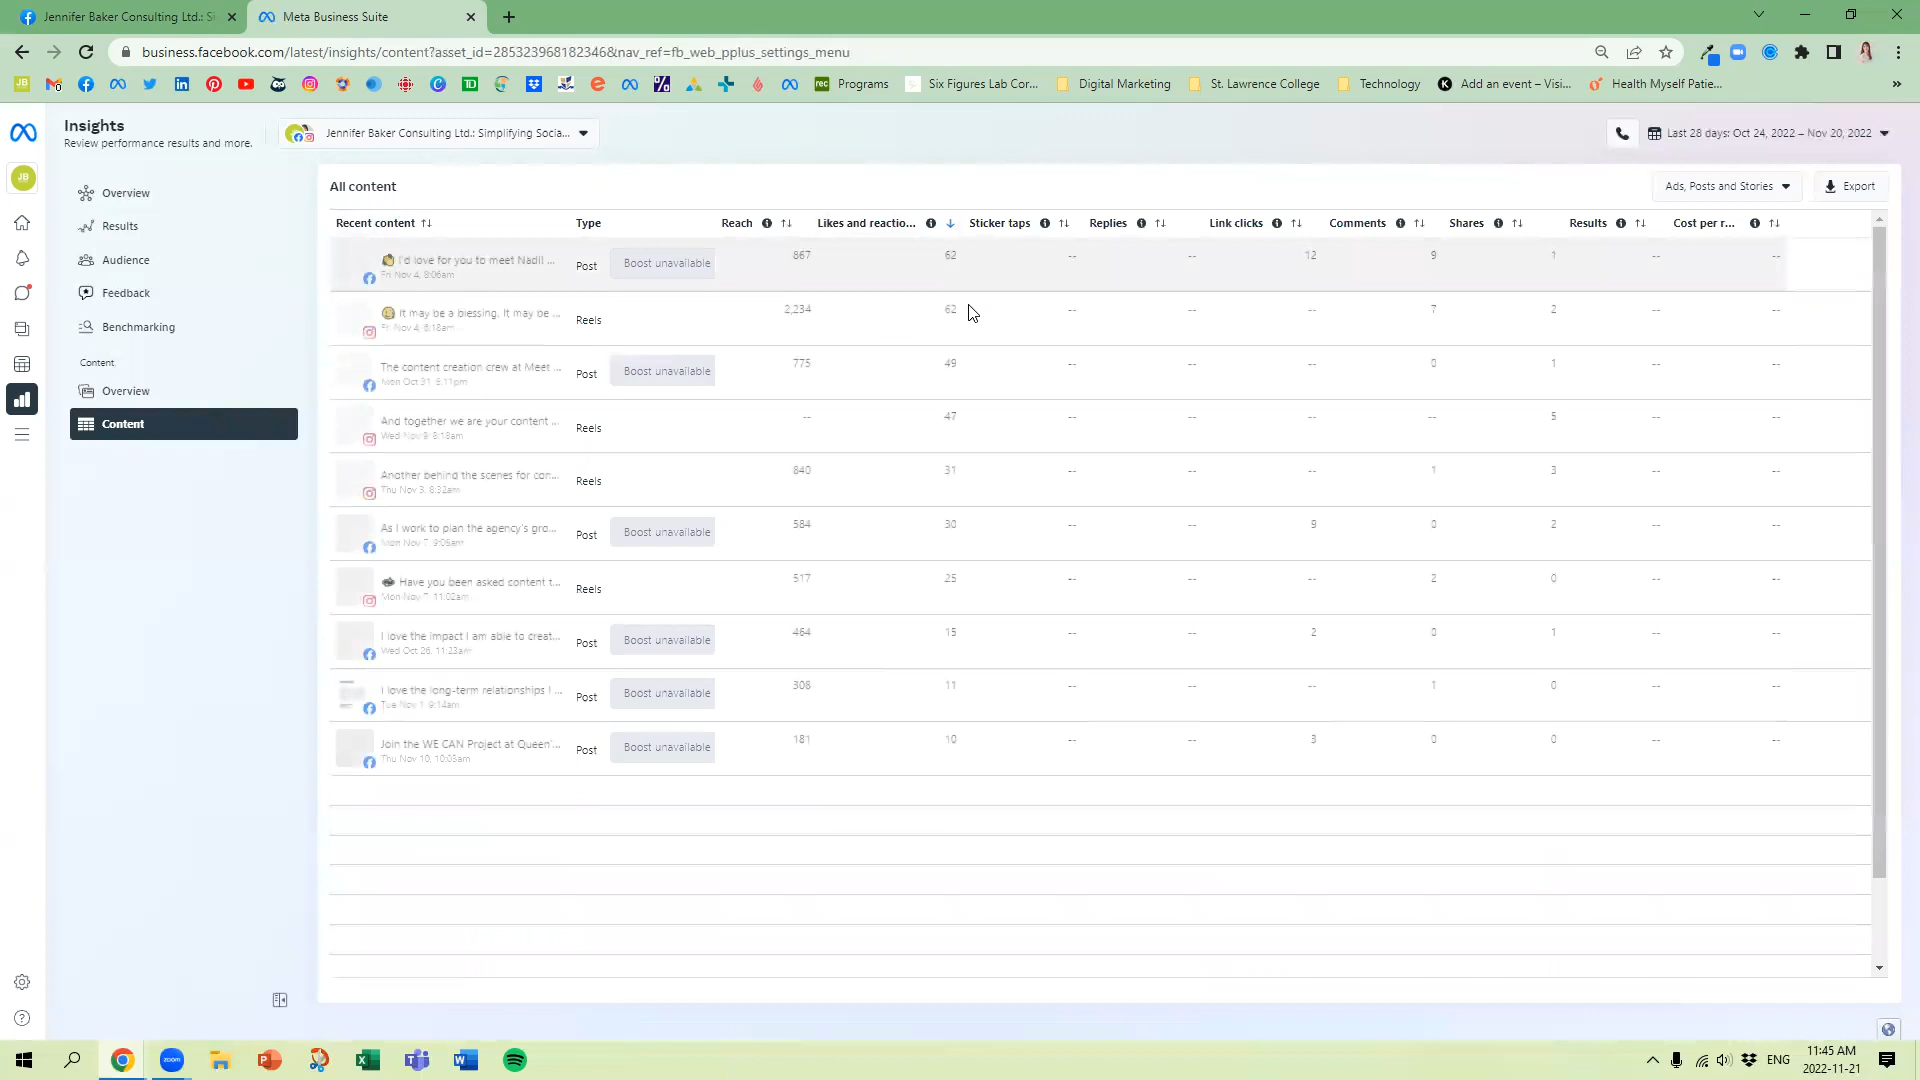 Jennifer Baker Consulting Ltd.: Si
Meta Business Suite
business.facebook.com/latest/insights/content?asset_id=285323968182346&nav_ref=fb_web_pplus_settings_menu
rec Programs
Six Figures Lab Cor...
Digital Marketing
St. Lawrence College
Technology
K Add an event – Visi...
Health Myself Patie...
»
Insights
Review performance results and more.
Jennifer Baker Consulting Ltd.: Simplifying Socia...
Last 28 days: Oct 24, 2022 – Nov 20, 2022
JB
Overview
Results
Audience
Feedback
Benchmarking
Content
Overview
Content
All content
Ads, Posts and Stories
Export
Recent content Type Reach Likes and reactio... Sticker taps Replies Link clicks Comments Shares Results Cost per r...
I'd love for you to meet Nadil ... Post Boost unavailable 867 62 -- -- 12 9 1 -- --
Fri Nov 4, 8:06am
It may be a blessing. It may be ... Reels 2,234 62 -- -- -- 7 2 -- --
Fri Nov 4, 6:18am
The content creation crew at Meet ... Post Boost unavailable 775 49 -- -- -- 0 1 -- --
Mon Oct 31, 5:11pm
And together we are your content ... Reels -- 47 -- -- -- -- 5 -- --
Wed Nov 9, 8:18am
Another behind the scenes for con... Reels 840 31 -- -- -- 1 3 -- --
Thu Nov 3, 8:32am
As I work to plan the agency's gro... Post Boost unavailable 584 30 -- -- 9 0 2 -- --
Mon Nov 7, 9:05am
Have you been asked content t... Reels 517 25 -- -- -- 2 0 -- --
Mon Nov 7, 11:02am
I love the impact I am able to creat... Post Boost unavailable 464 15 -- -- 2 0 1 -- --
Wed Oct 26, 11:23am
I love the long-term relationships I ... Post Boost unavailable 308 11 -- -- -- 1 0 -- --
Tue Nov 1, 9:14am
Join the WE CAN Project at Queen'... Post Boost unavailable 181 10 -- -- 3 0 0 -- --
Thu Nov 10, 10:03am
zoom
ENG
11:45 AM
2022-11-21